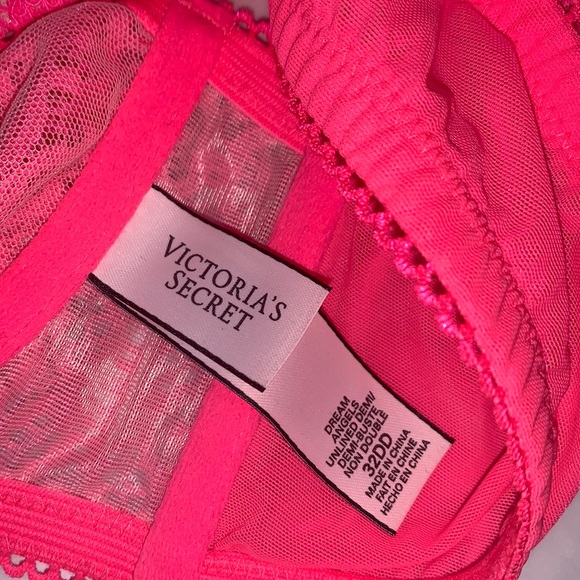 VICTORIA'S
SECRET
DREAM
ANGELS
UNLINED DEMI/
DEMI-BUSTE
NON DOUBLE
32DD
MADE IN CHINA
FAIT EN CHINE
HECHO EN CHINA